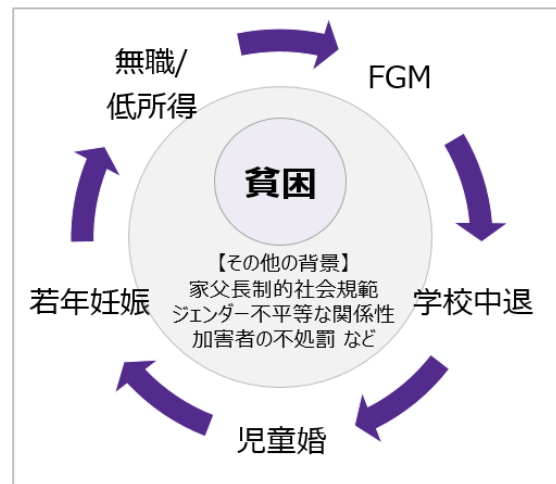 無職/
低所得
FGM
学校中退
児童婚
若年妊娠
貧困
【その他の背景】
家父長制的社会規範
ジェンダー不平等な関係性
加害者の不処罰 など